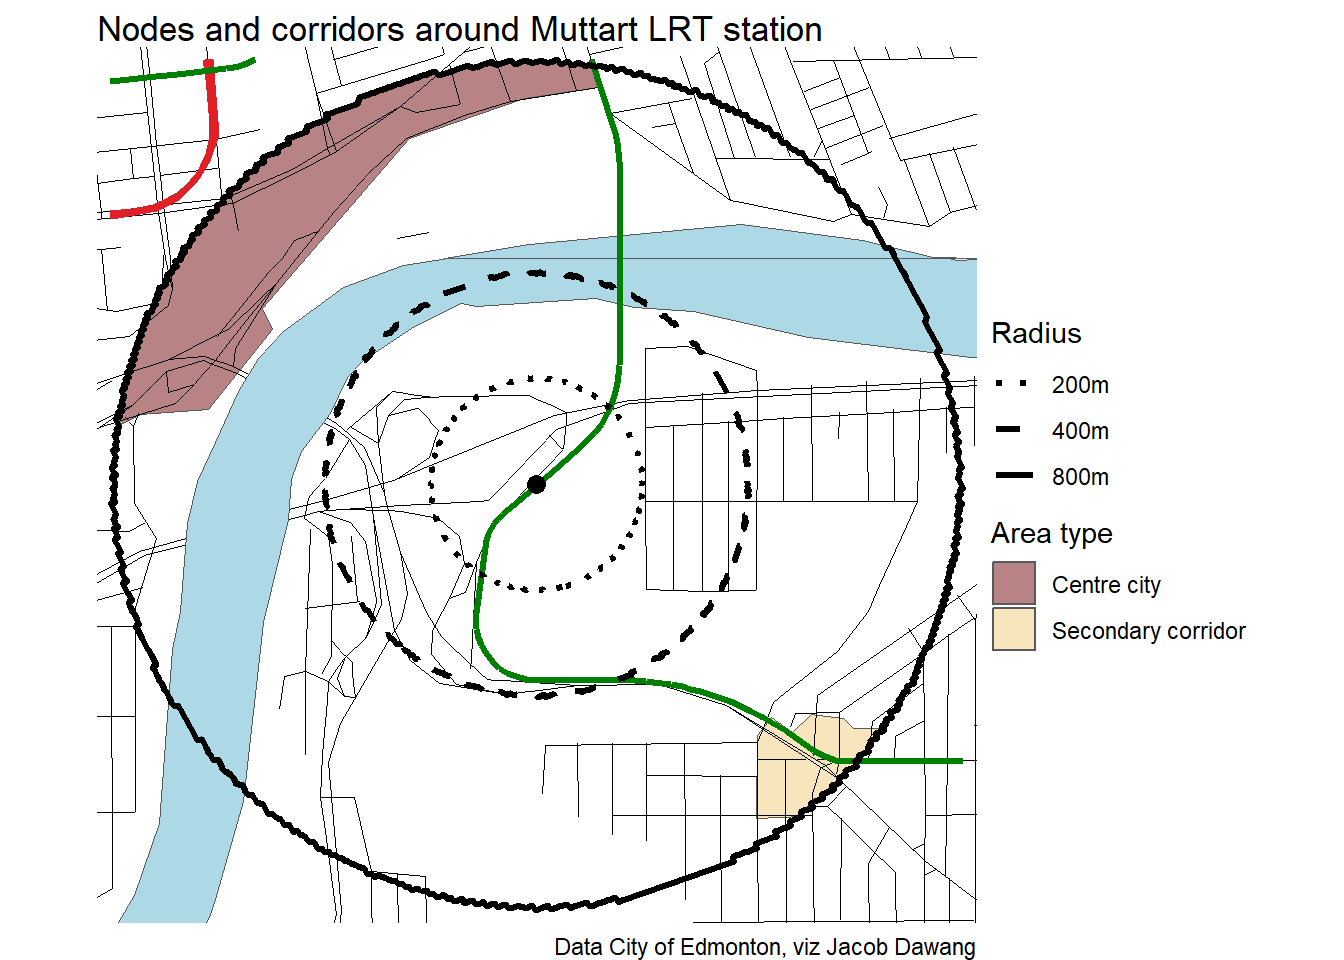 Nodes and corridors around Muttart LRT station
Radius
200m
400m
800m
Area type
Centre city
Secondary corridor
Data City of Edmonton, viz Jacob Dawang